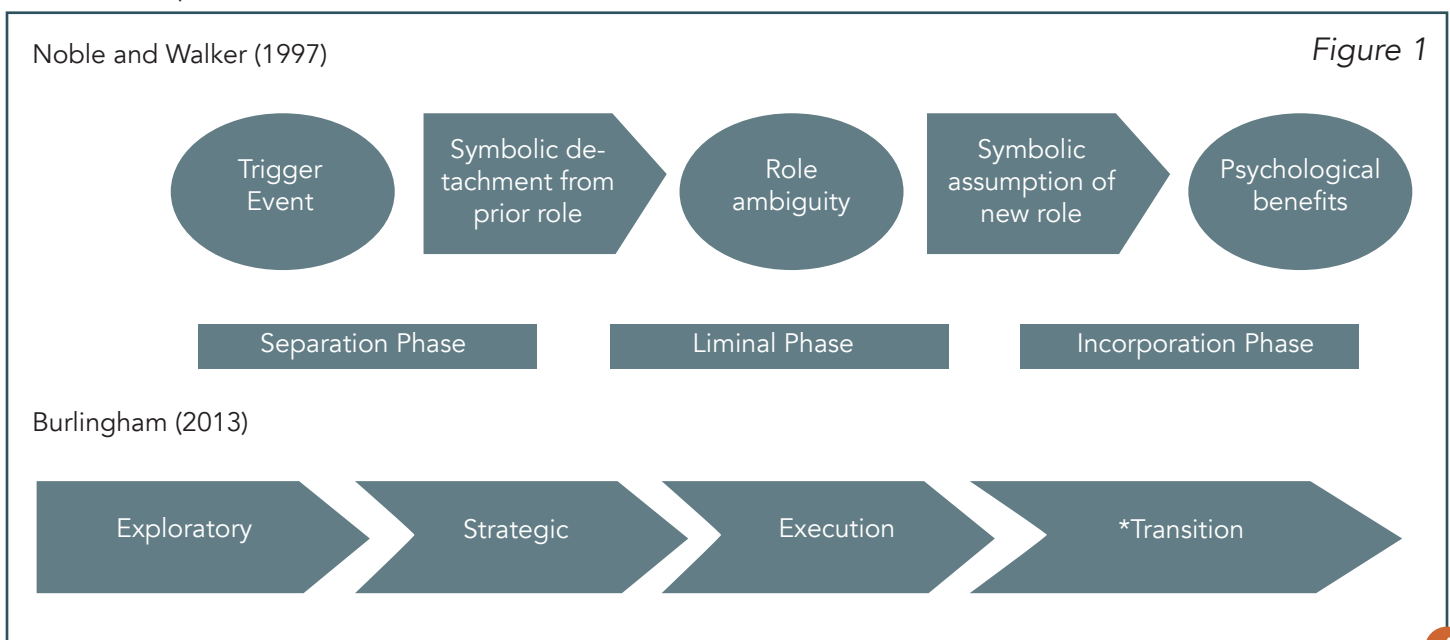 Noble and Walker (1997)
Figure 1
Trigger
Event
Symbolic de-
tachment from
prior role
Role
ambiguity
Symbolic
assumption of
new role
Psychological
benefits
Separation Phase
Liminal Phase
Incorporation Phase
Burlingham (2013)
Exploratory
Strategic
Execution
*Transition